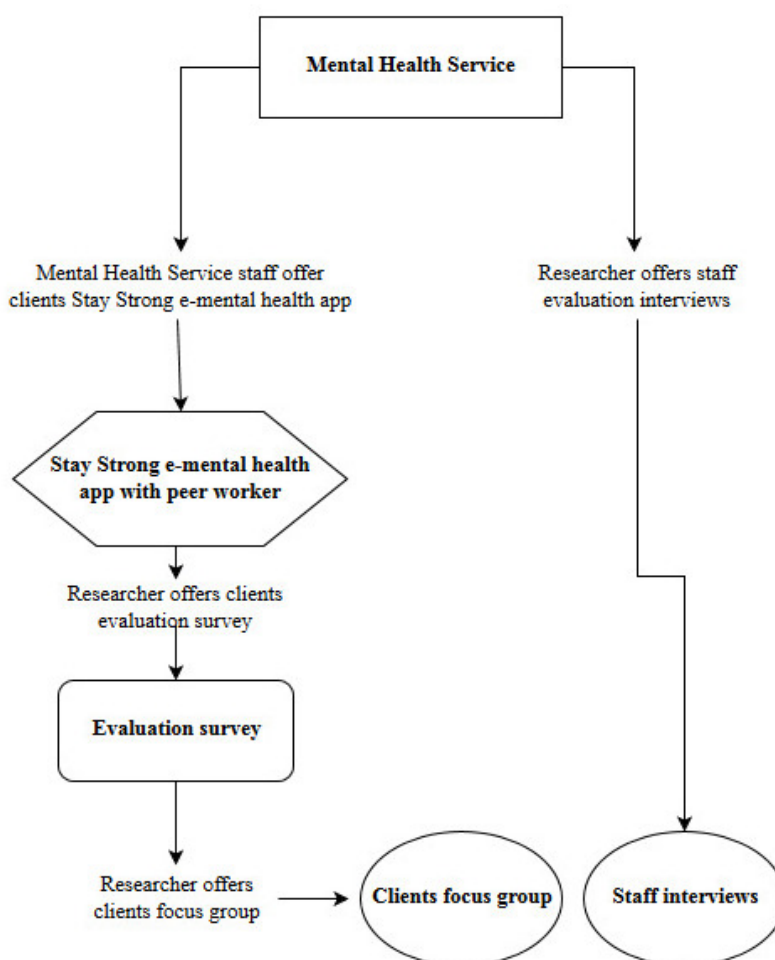 Mental Health Service
Mental Health Service staff offer
clients Stay Strong e-mental health app
Researcher offers staff
evaluation interviews
Stay Strong e-mental health
app with peer worker
Researcher offers clients
evaluation survey
Evaluation survey
Researcher offers
clients focus group
Clients focus group
Staff interviews